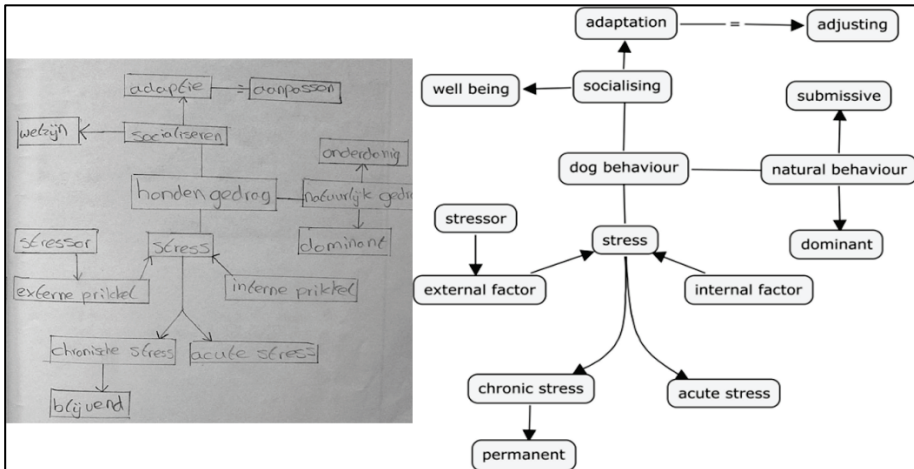 adaptie = aanpassen
welzijn
socialiseren
onderdanig
hondengedrag
natuurlijk gedra
stressor
stress
dominant
externe prikkel
interne prikkel
chronische stress
acute stress
blijvend
adaptation = adjusting
well being
socialising
submissive
dog behaviour
natural behaviour
stressor
stress
dominant
external factor
internal factor
chronic stress
acute stress
permanent